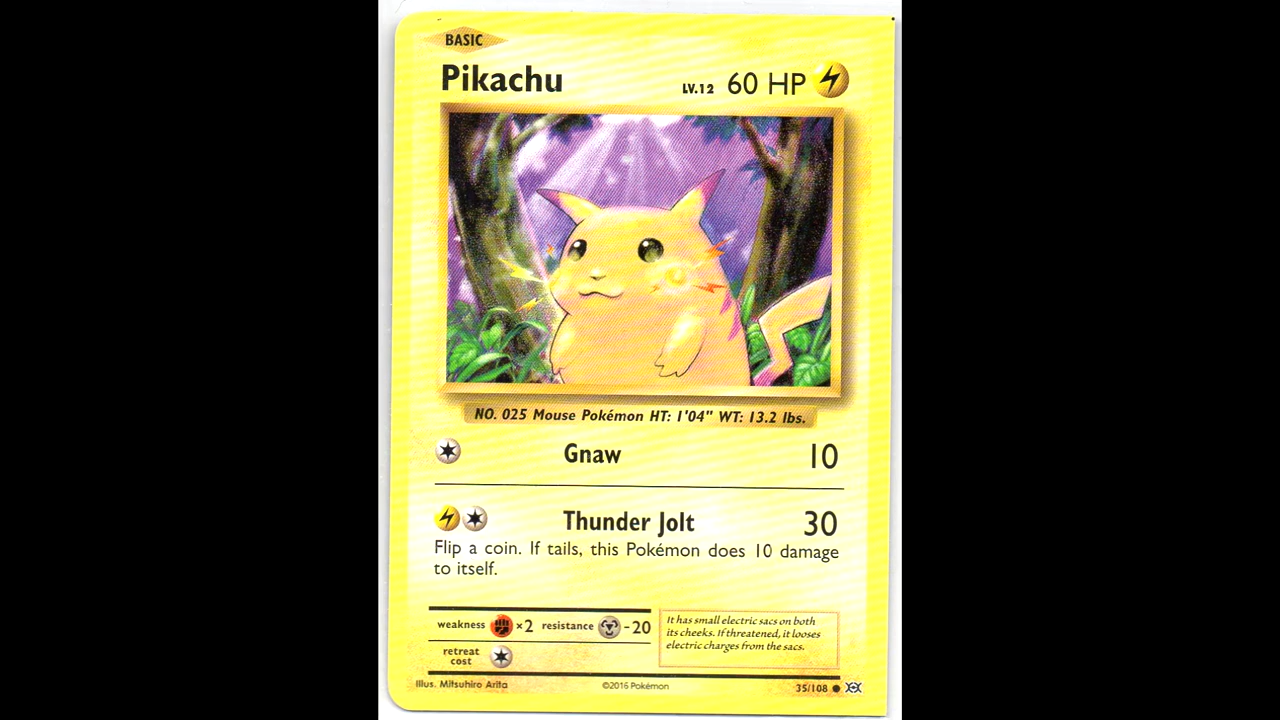 BASIC
Pikachu LV.12 60 HP
NO. 025 Mouse Pokémon HT: 1'04" WT: 13.2 lbs.
Gnaw 10
Thunder Jolt 30
Flip a coin. If tails, this Pokémon does 10 damage
to itself.
weakness ×2 resistance -20
retreat
cost
It has small electric sacs on both
its cheeks. If threatened, it looses
electric charges from the sacs.
Illus. Mitsuhiro Arita ©2016 Pokémon 35/108